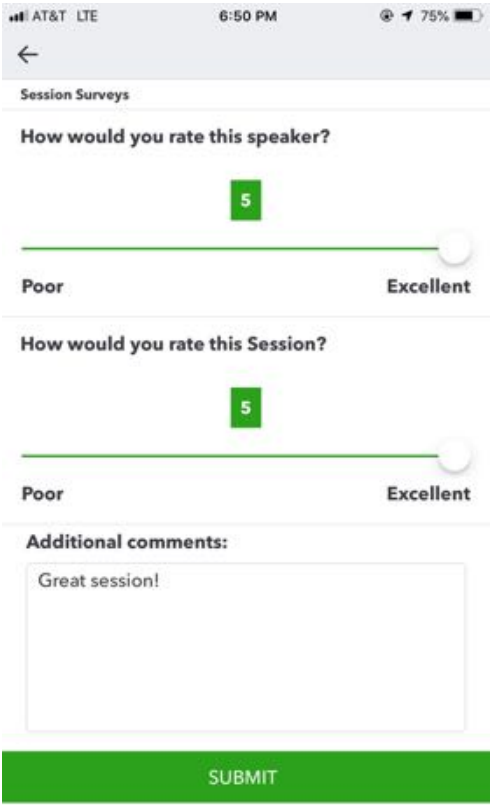 AT&T LTE 6:50 PM 75%
Session Surveys
How would you rate this speaker?
5
Poor Excellent
How would you rate this Session?
5
Poor Excellent
Additional comments:
Great session!
SUBMIT